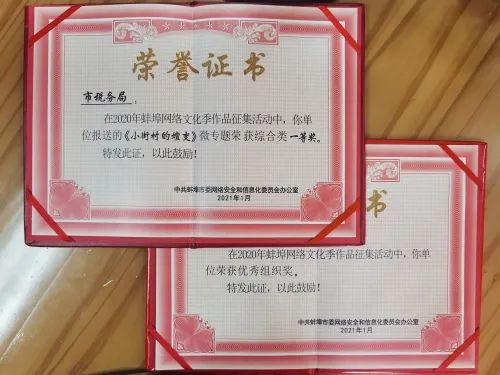 荣誉证书
市税务局：
在2020年蚌埠网络文化季作品征集活动中，你单
位报送的《小街村的嬗变》微专题荣获综合类一等奖。
特发此证，以此鼓励！
中共蚌埠市委网络安全和信息化委员会办公室
2021年1月
书
在2020年蚌埠网络文化季作品征集活动中，你单
位荣获优秀组织奖。
特发此证，以此鼓励！
中共蚌埠市委网络安全和信息化委员会办公室
2021年1月